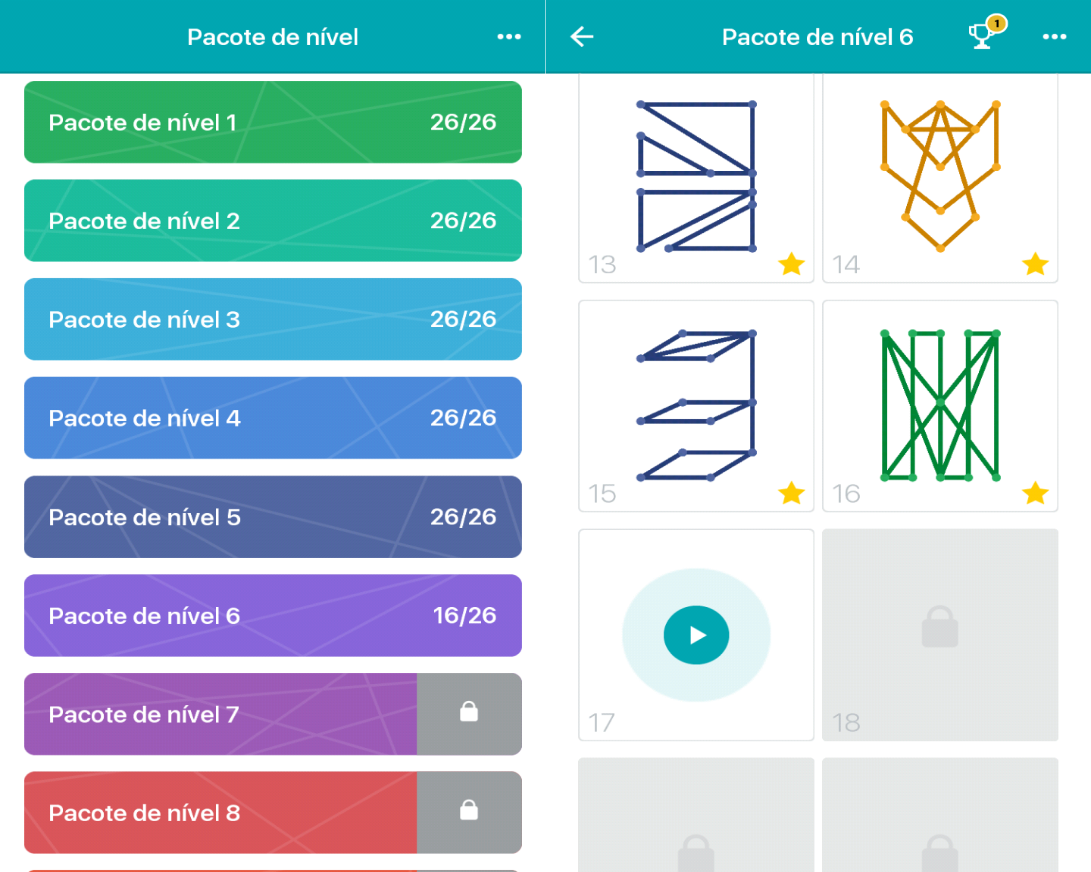 Pacote de nível
Pacote de nível 1 26/26
Pacote de nível 2 26/26
Pacote de nível 3 26/26
Pacote de nível 4 26/26
Pacote de nível 5 26/26
Pacote de nível 6 16/26
Pacote de nível 7
Pacote de nível 8
Pacote de nível 6 1
13 14
15 16
17 18